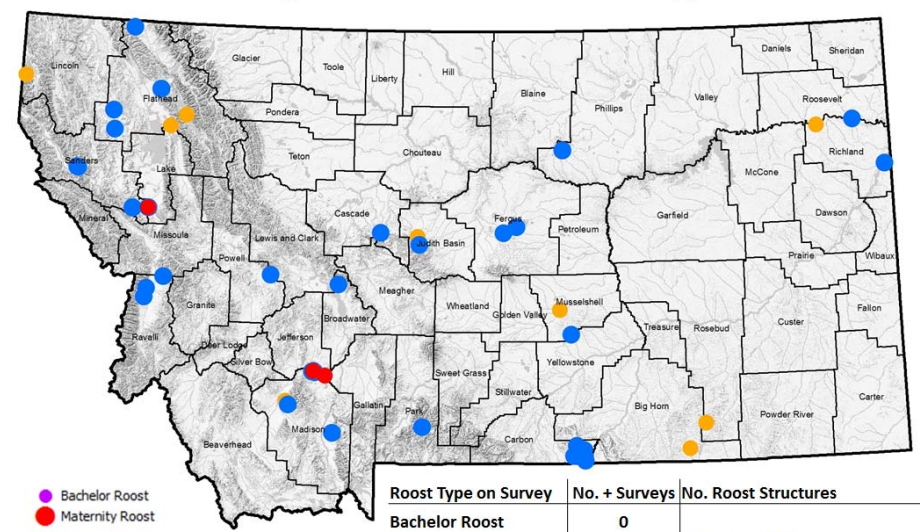 Daniels
Sheridan
Glacier
Toole
Liberty
Hill
Lincoln
Blaine
Phillips
Valley
Roosevelt
Flathead
Pondera
Richland
Teton
Chouteau
Sanders
Lake
McCone
Cascade
Fergus
Garfield
Dawson
Mineral
Missoula
Lewis and Clark
Judith Basin
Petroleum
Powell
Prairie
Wibaux
Meagher
Wheatland
Musselshell
Golden Valley
Granite
Broadwater
Fallon
Treasure
Rosebud
Custer
Ravalli
Jefferson
Deer Lodge
Silver Bow
Sweet Grass
Yellowstone
Stillwater
Carter
Gallatin
Park
Big Horn
Powder River
Madison
Carbon
Beaverhead
Bachelor Roost
Maternity Roost
Roost Type on Survey No. + Surveys No. Roost Structures
Bachelor Roost 0